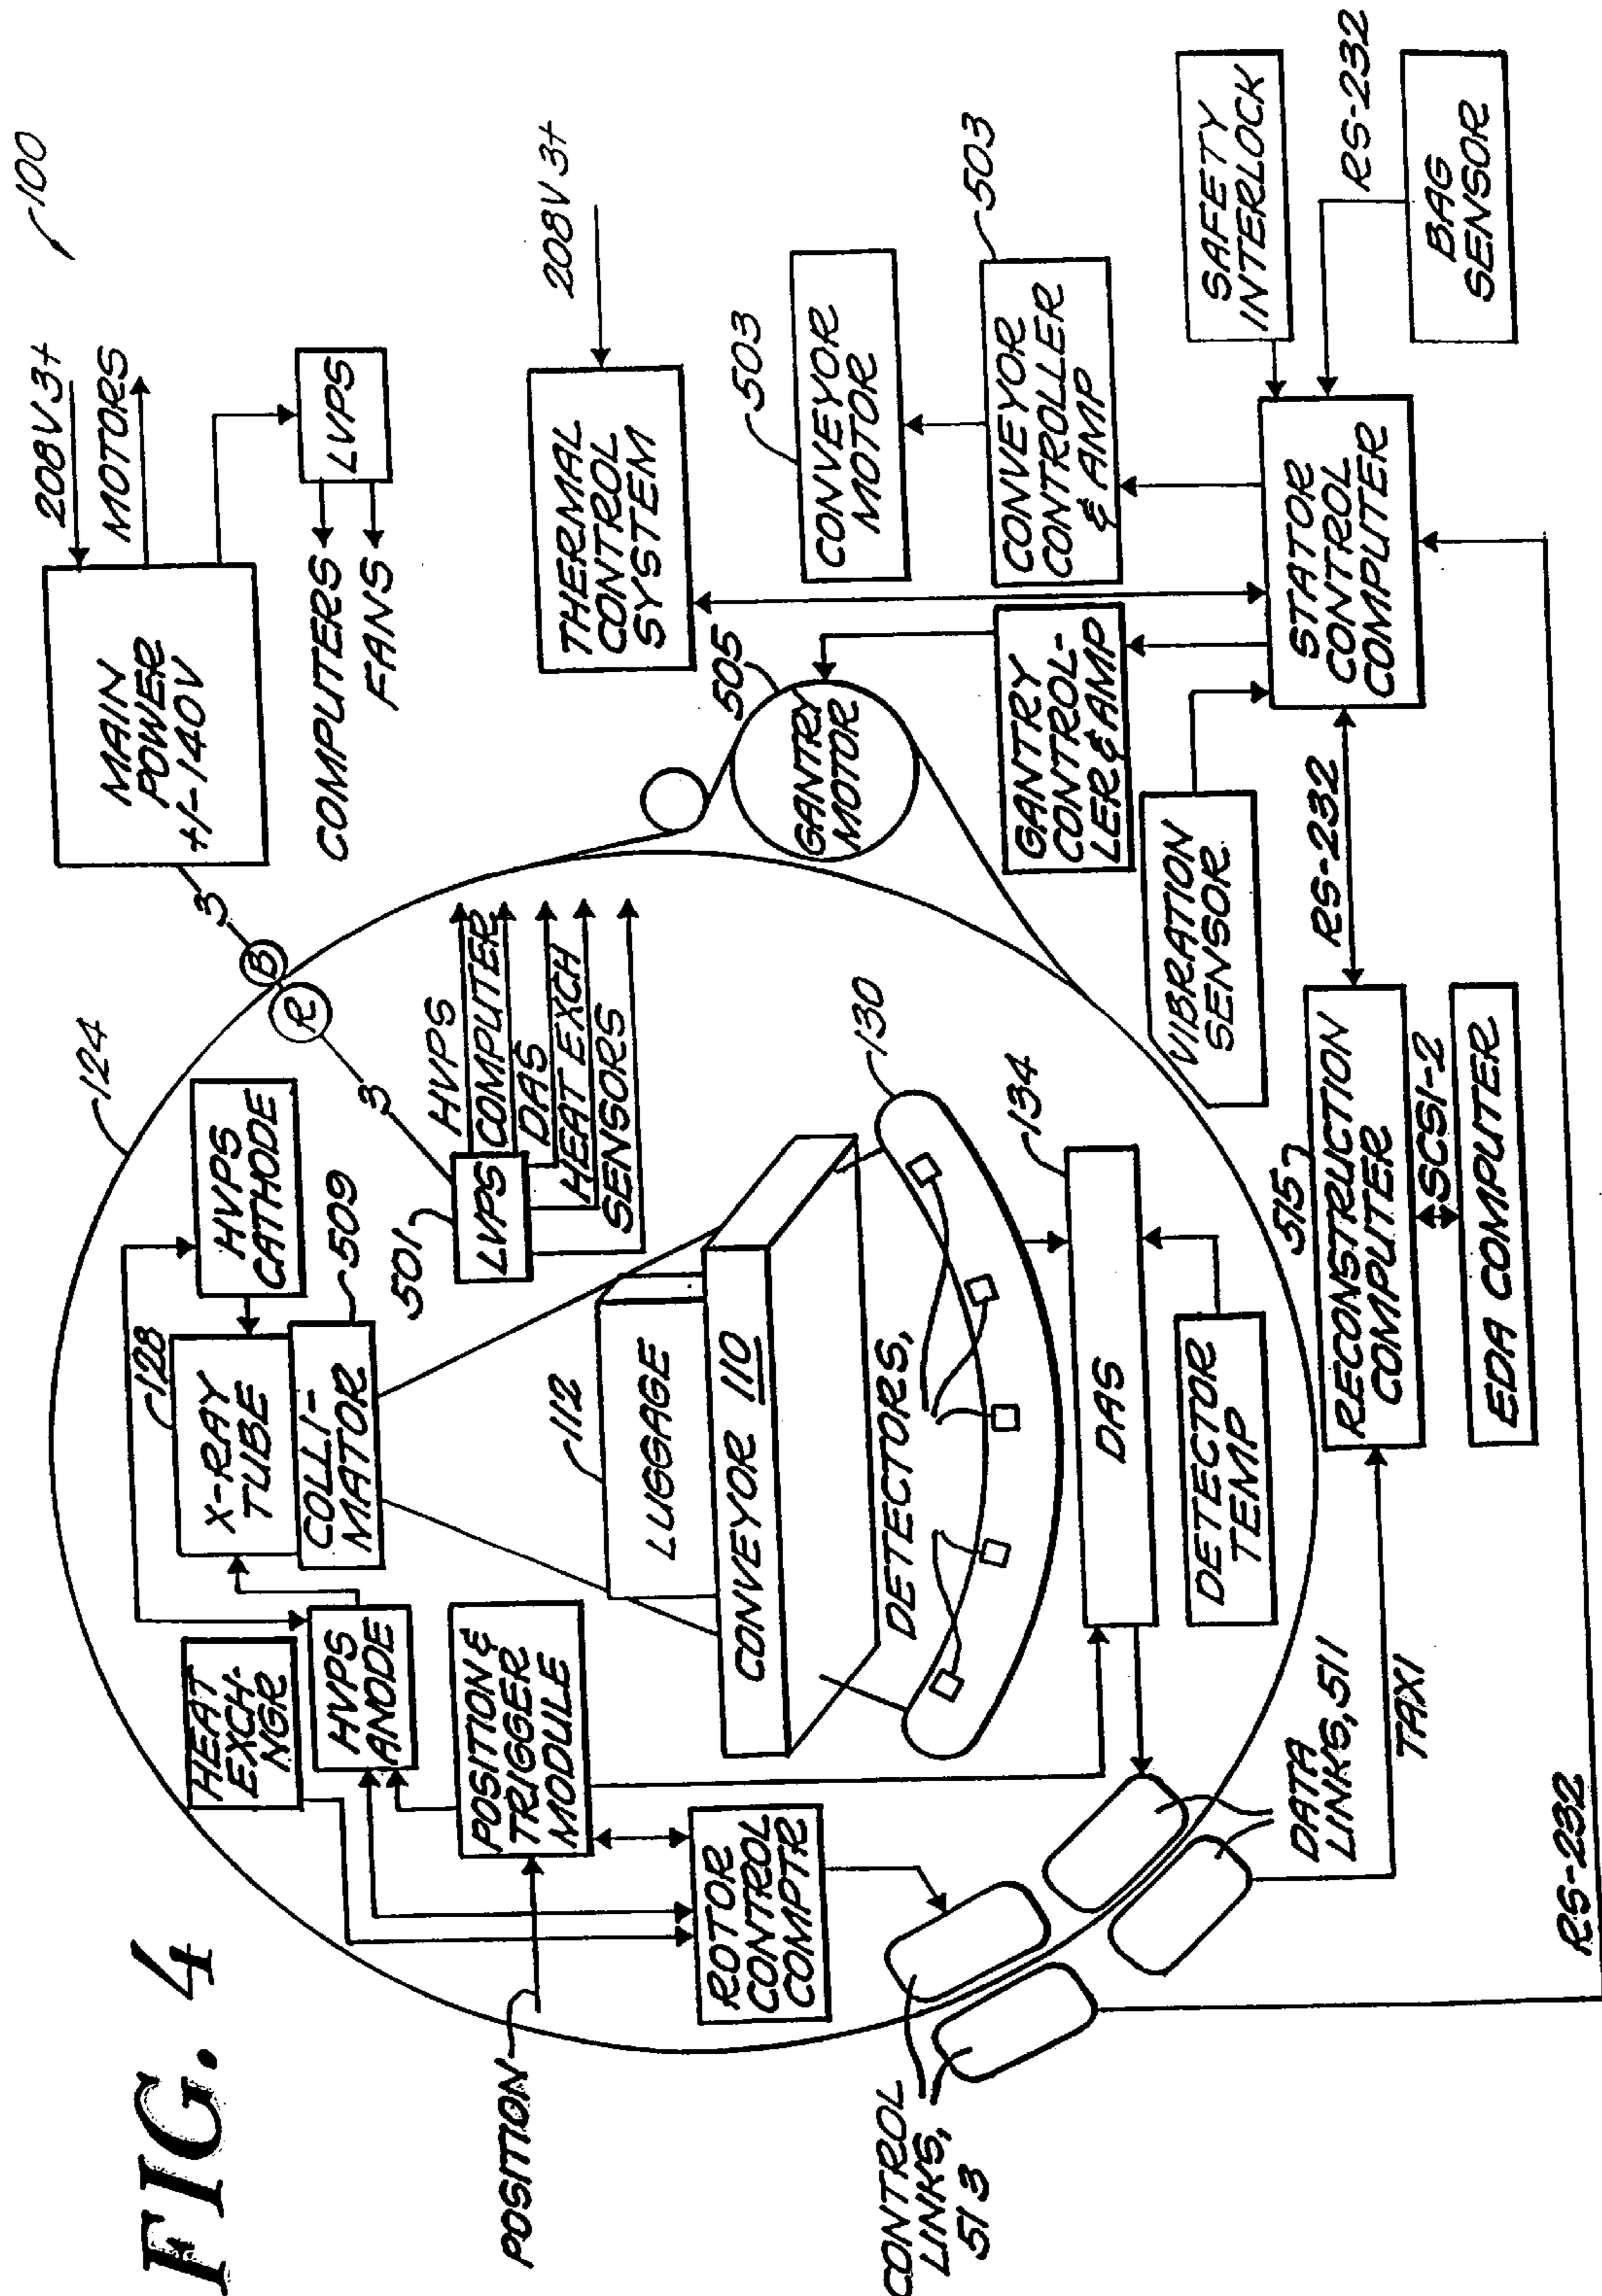 FIG. 4
100
208V 3+
MOTORS
MAIN
POWER
+/-140V
LVPS
COMPUTERS
FANS
3
B
R
3
124
HVPS
CATHODE
128
X-RAY
TUBE
COLLI-
MATOR
509
HEAT
EXCH-
NGR
HVPS
ANODE
POSITION
POSITION &
TRIGGER
MODULE
501
LVPS
HVPS
COMPUTER
DAS
HEAT EXCH
SENSORS
112
LUGGAGE
CONVEYOR 110
DETECTORS,
130
ROTOR
CONTROL
COMPTR
134
DAS
DETECTOR
TEMP
CONTROL
LINKS,
513
DATA
LINKS, 511
TAXI
RS-232
208V 3+
THERMAL
CONTROL
SYSTEM
505
GANTRY
MOTOR
503
CONVEYOR
MOTOR
503
CONVEYOR
CONTROLLER
& AMP
GANTRY
CONTROL-
LER & AMP
VIBRATION
SENSOR
SAFETY
INTERLOCK
RS-232
BAG
SENSOR
STATOR
CONTROL
COMPUTER
RS-232
515
RECONSTRUCTION
COMPUTER
SCSI-2
EDA COMPUTER